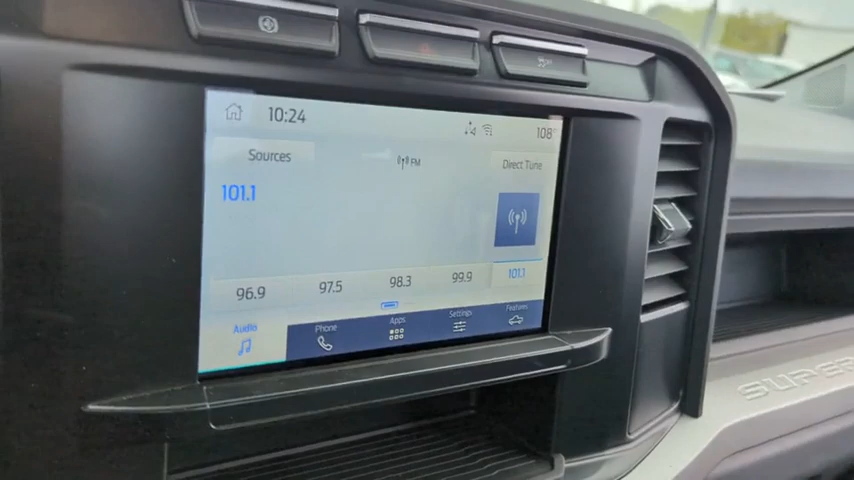 10:24
108°
Sources
FM
Direct Tune
101.1
96.9
97.5
98.3
99.9
101.1
Audio
Phone
Apps
Settings
Features
SUPER